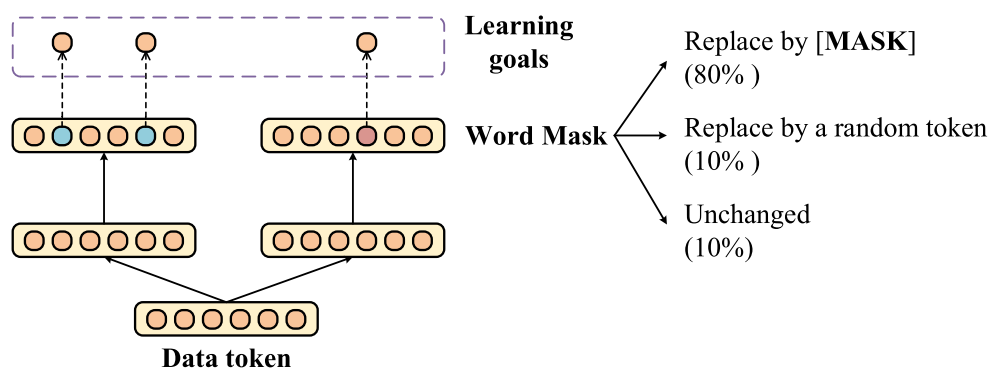 Learning
goals
Word Mask
Replace by [MASK]
(80% )
Replace by a random token
(10% )
Unchanged
(10%)
Data token